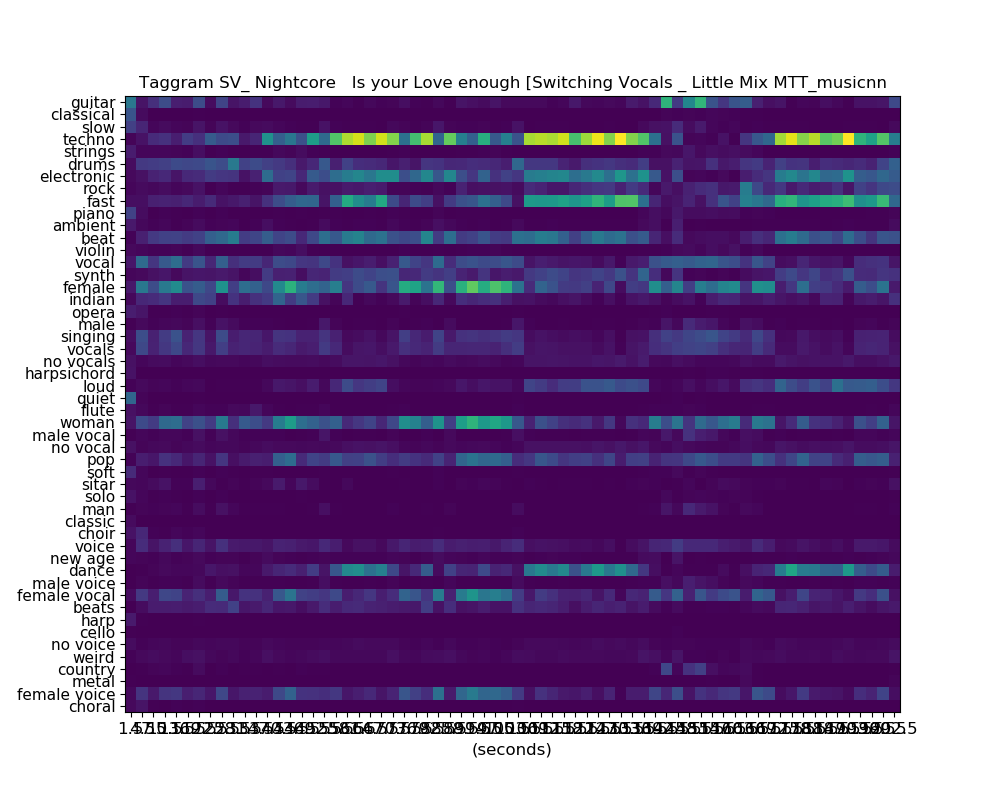 Taggram SV_ Nightcore   Is your Love enough [Switching Vocals _ Little Mix MTT_musicnn
guitar
classical
slow
techno
strings
drums
electronic
rock
fast
piano
ambient
beat
violin
vocal
synth
female
indian
opera
male
singing
vocals
no vocals
harpsichord
loud
quiet
flute
woman
male vocal
no vocal
pop
soft
sitar
solo
man
classic
choir
voice
new age
dance
male voice
female vocal
beats
harp
cello
no voice
weird
country
metal
female voice
choral
(seconds)